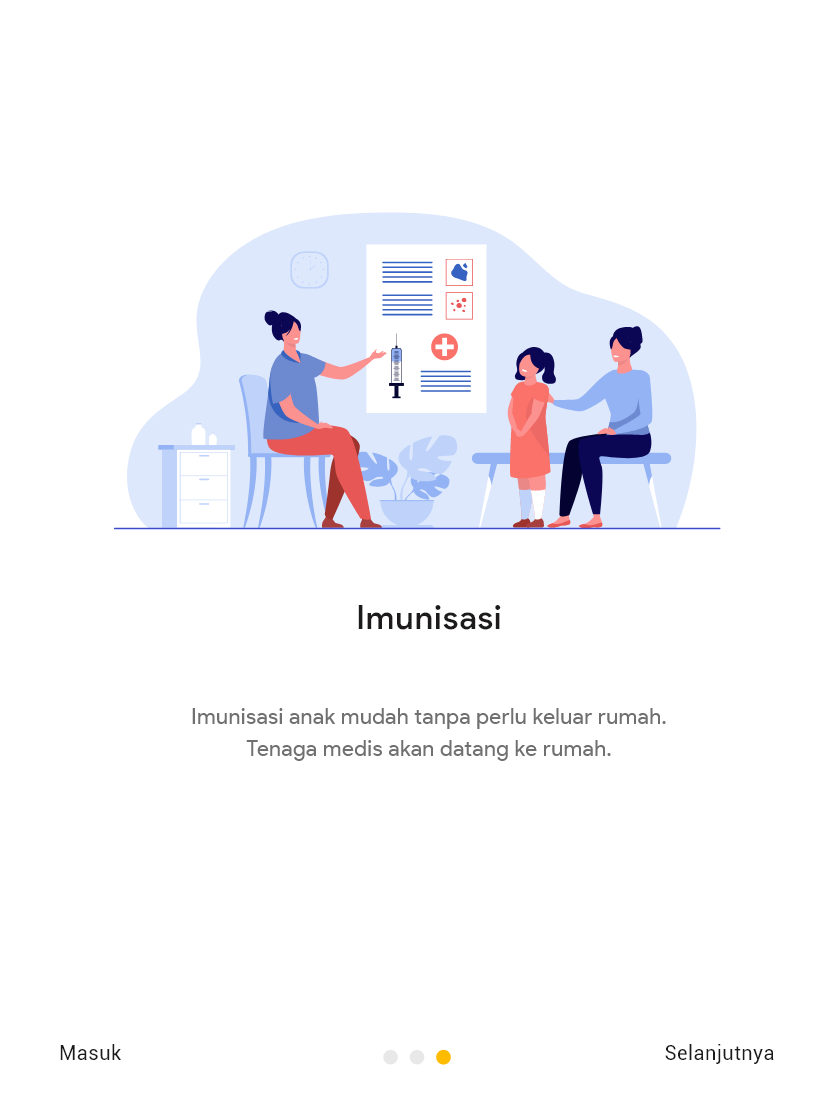 Imunisasi
Imunisasi anak mudah tanpa perlu keluar rumah.
Tenaga medis akan datang ke rumah.
Masuk
Selanjutnya